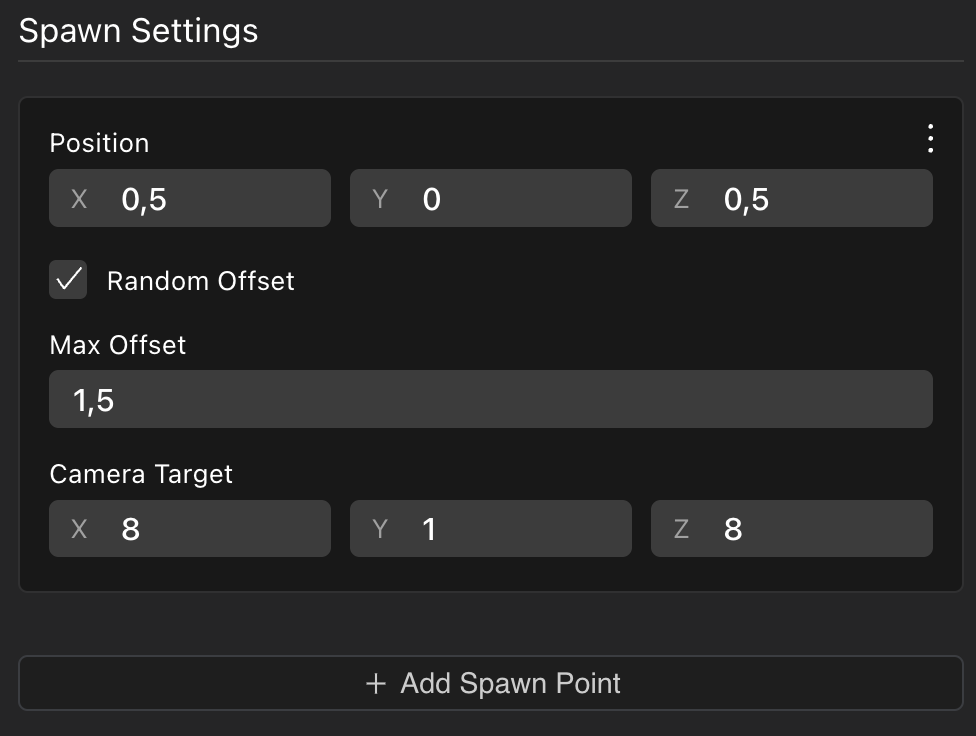 Spawn Settings
Position
X 0,5 Y 0 Z 0,5
Random Offset
Max Offset
1,5
Camera Target
X 8 Y 1 Z 8
+ Add Spawn Point